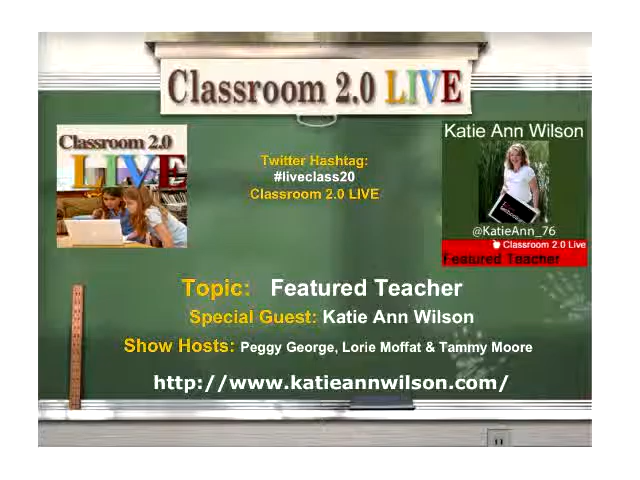 Classroom 2.0 LIVE
Classroom 2.0
LIVE
Twitter Hashtag:
#liveclass20
Classroom 2.0 LIVE
Katie Ann Wilson
@KatieAnn_76
Classroom 2.0 Live
Featured Teacher
Topic: Featured Teacher
Special Guest: Katie Ann Wilson
Show Hosts: Peggy George, Lorie Moffat & Tammy Moore
http://www.katieannwilson.com/